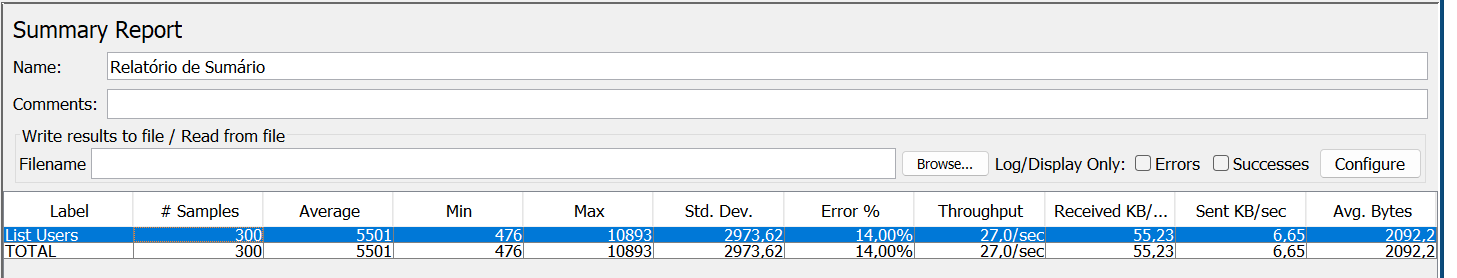 Summary Report
Name: Relatório de Sumário
Comments:
Write results to file / Read from file
Filename Browse... Log/Display Only: Errors Successes Configure
Label # Samples Average Min Max Std. Dev. Error % Throughput Received KB/... Sent KB/sec Avg. Bytes
List Users 300 5501 476 10893 2973,62 14,00% 27,0/sec 55,23 6,65 2092,2
TOTAL 300 5501 476 10893 2973,62 14,00% 27,0/sec 55,23 6,65 2092,2